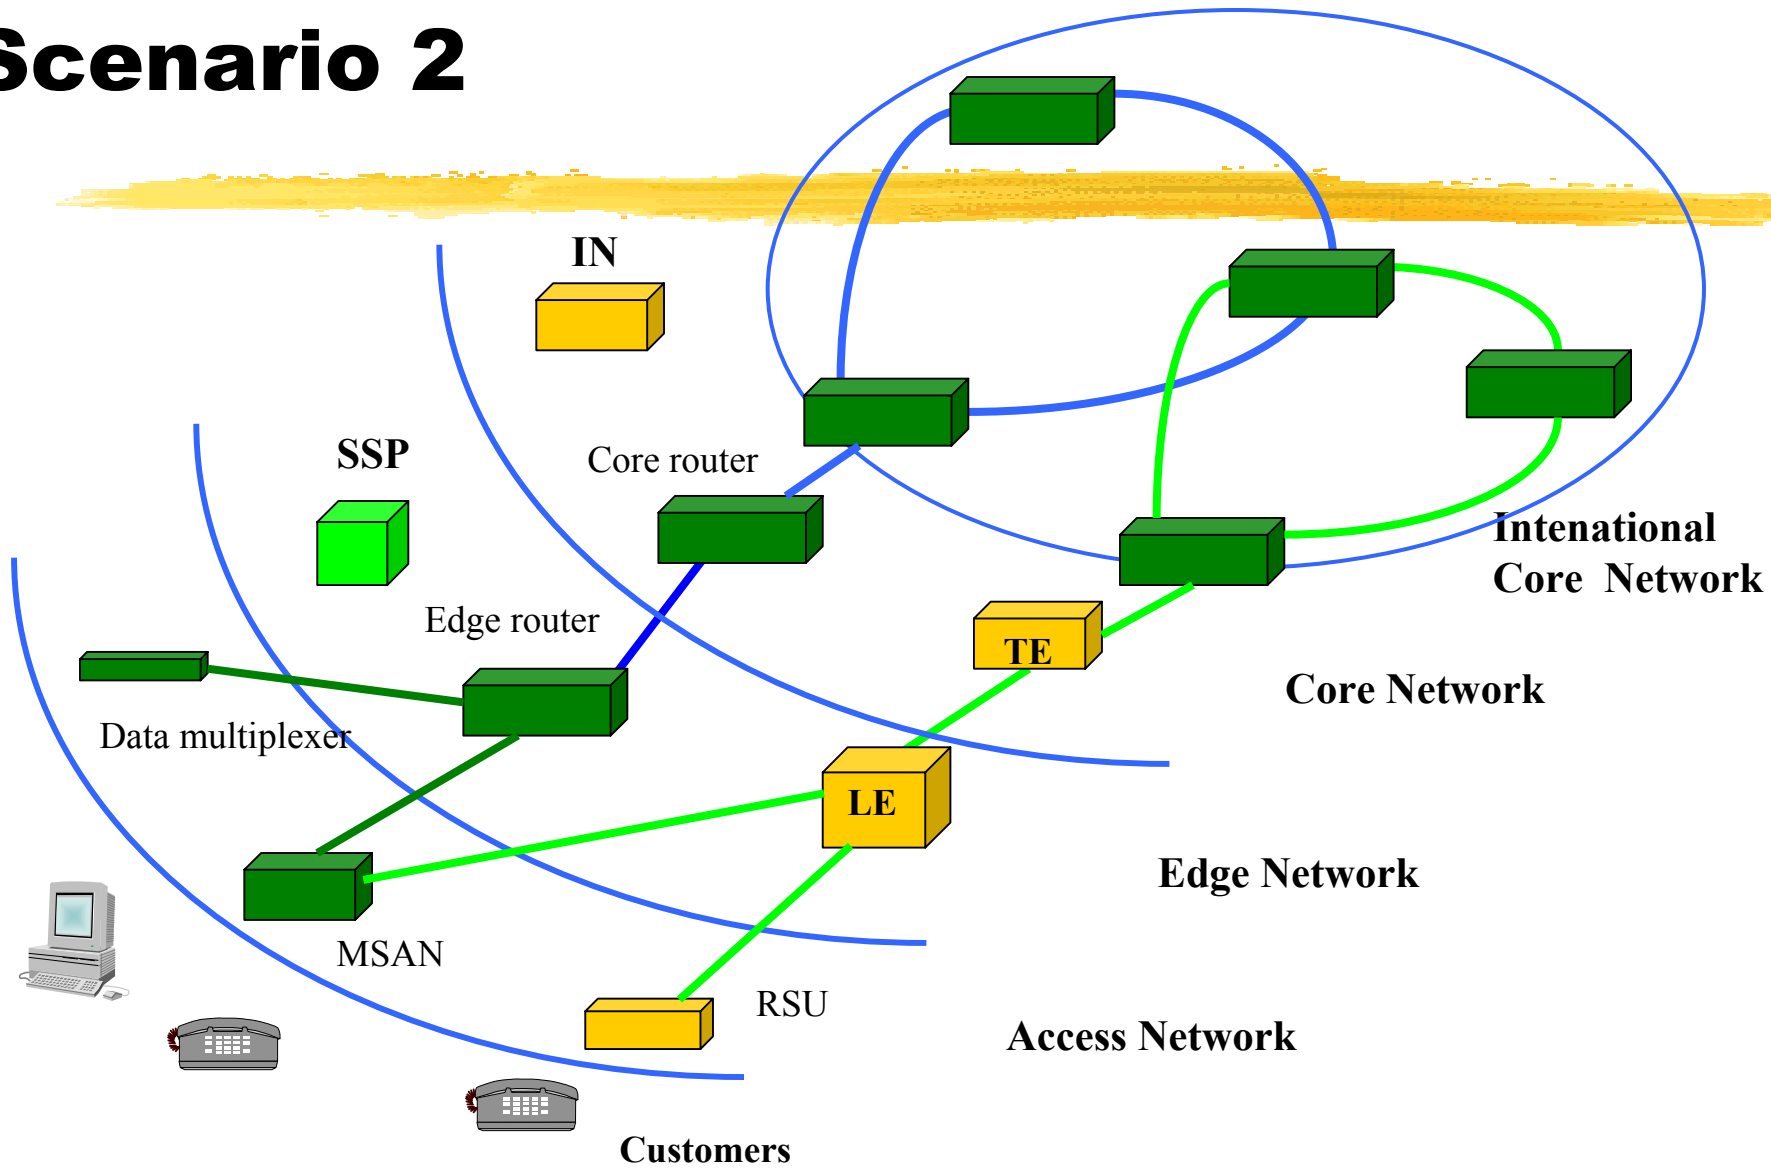 Scenario 2
IN
SSP
Core router
Intenational
Core Network
Edge router
TE
Core Network
Data multiplexer
LE
Edge Network
MSAN
RSU
Access Network
Customers